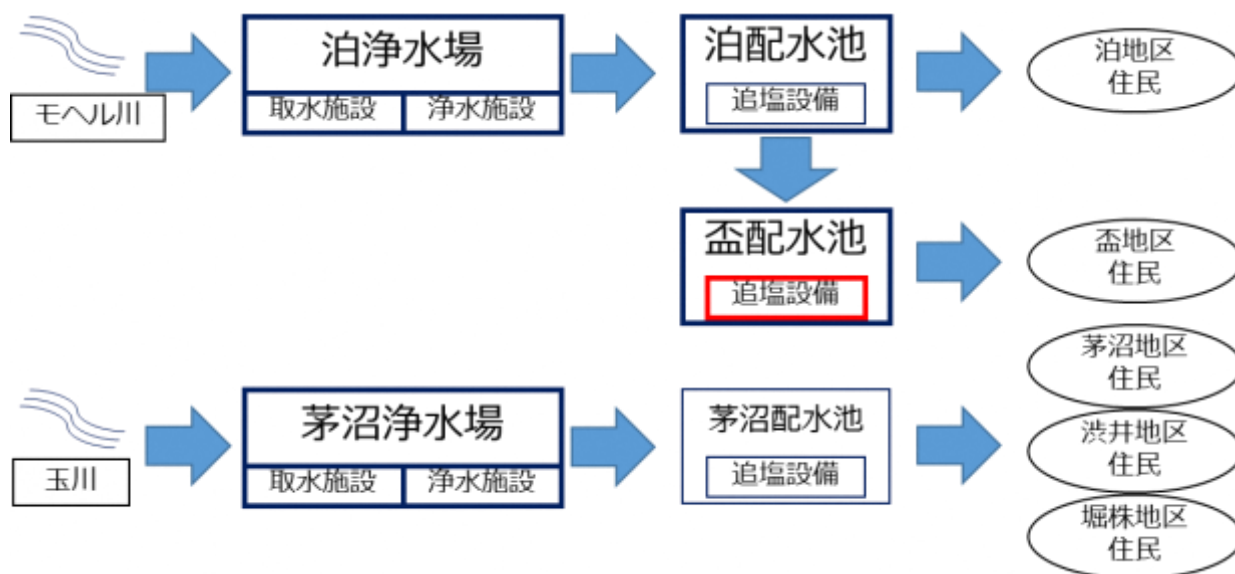 モヘル川
泊浄水場
取水施設
浄水施設
泊配水池
追塩設備
泊地区
住民
盃配水池
追塩設備
盃地区
住民
玉川
茅沼浄水場
取水施設
浄水施設
茅沼配水池
追塩設備
茅沼地区
住民
渋井地区
住民
堀株地区
住民